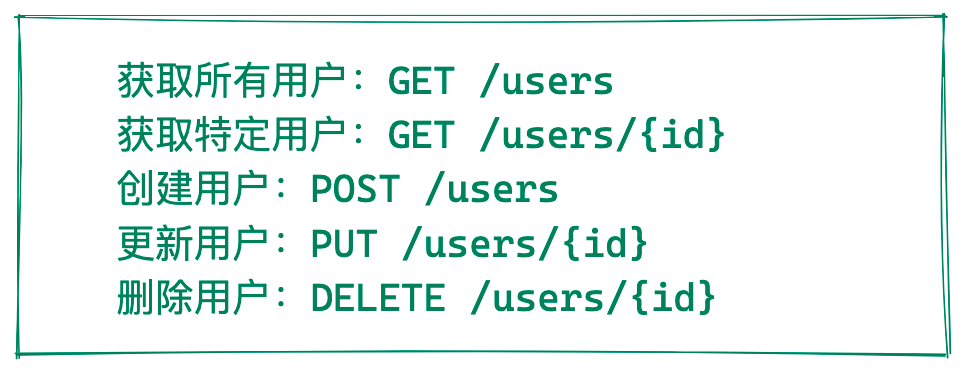 获取所有用户：GET /users
获取特定用户：GET /users/{id}
创建用户：POST /users
更新用户：PUT /users/{id}
删除用户：DELETE /users/{id}